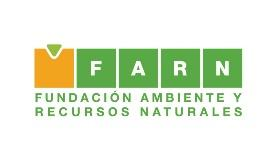 FARN
FUNDACIÓN AMBIENTE Y
RECURSOS NATURALES